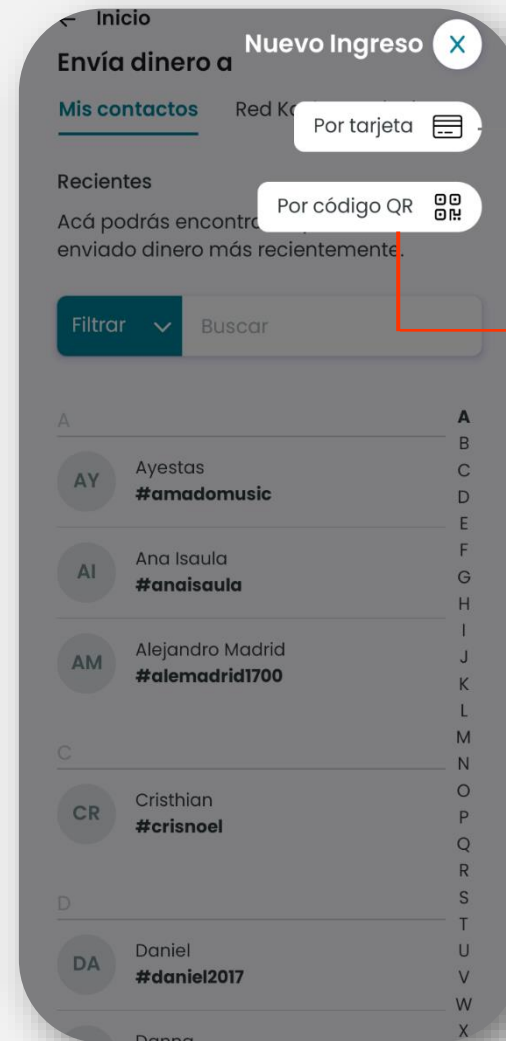 ← Inicio
Nuevo Ingreso X
Envía dinero a
Mis contactos Red
Por tarjeta
Recientes
Por código QR
Acá podrás
enviado dinero más recientemente.
Filtrar Buscar
A
AY Ayestas
#amadomusic
AI Ana Isaula
#anaisaula
AM Alejandro Madrid
#alemadrid1700
C
CR Cristhian
#crisnoel
D
DA Daniel
#daniel2017
Danna
A
B
C
D
E
F
G
H
I
J
K
L
M
N
O
P
Q
R
S
T
U
V
W
X